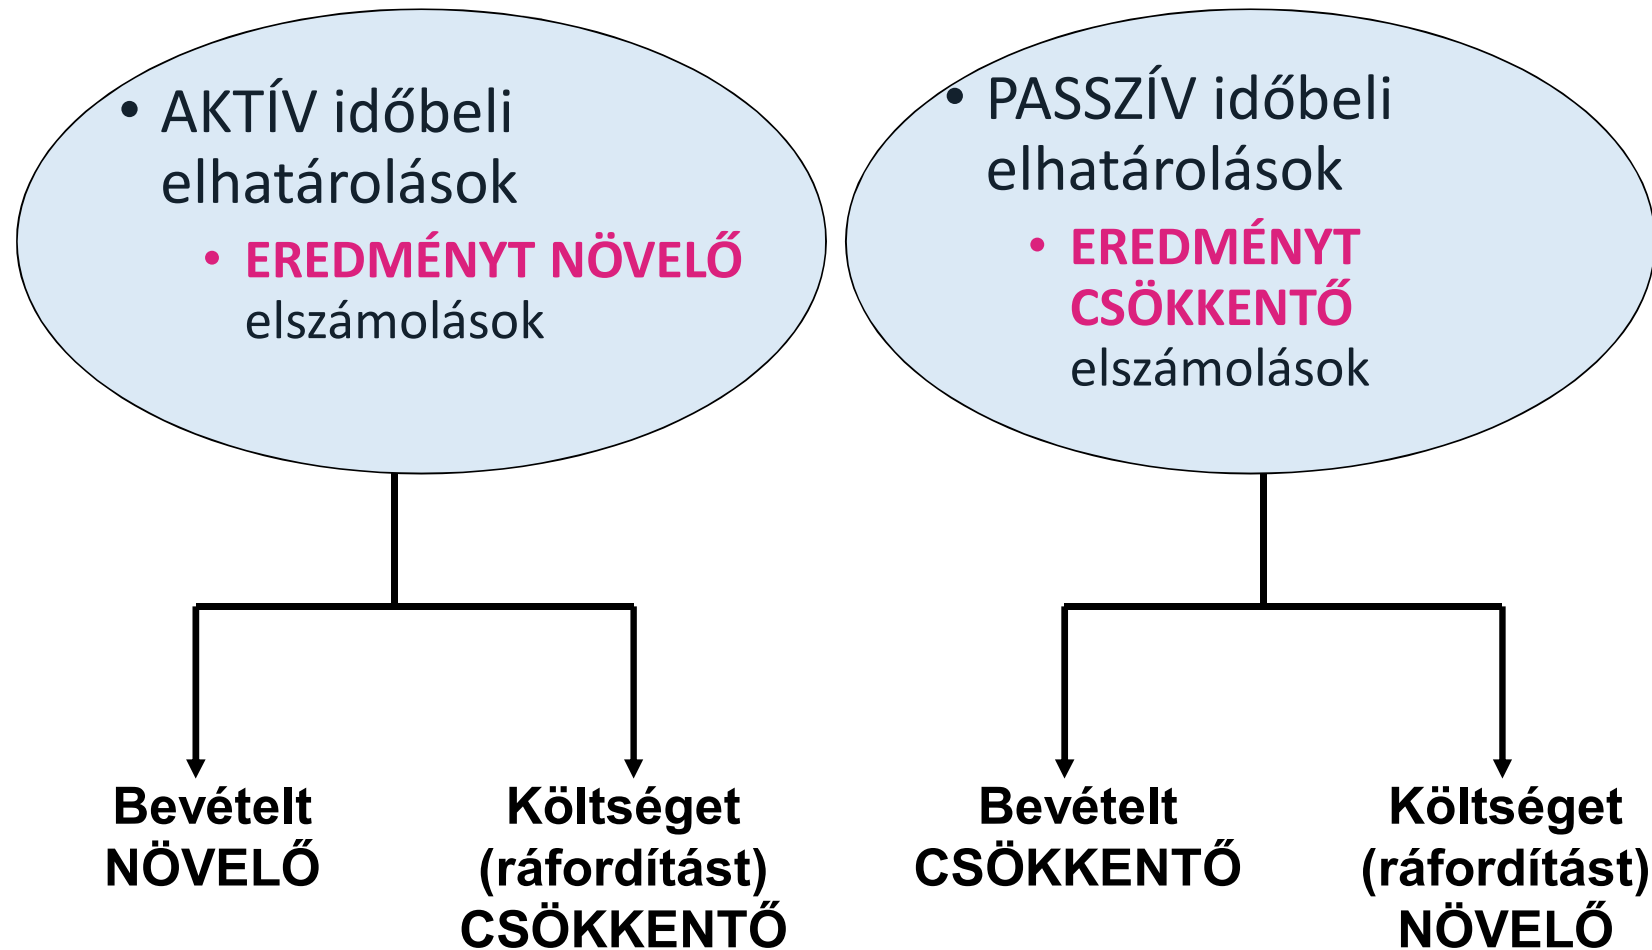 • AKTÍV időbeli
elhatárolások
• EREDMÉNYT NÖVELŐ
elszámolások
• PASSZÍV időbeli
elhatárolások
• EREDMÉNYT
CSÖKKENTŐ
elszámolások
Bevételt
NÖVELŐ
Költséget
(ráfordítást)
CSÖKKENTŐ
Bevételt
CSÖKKENTŐ
Költséget
(ráfordítást)
NÖVELŐ